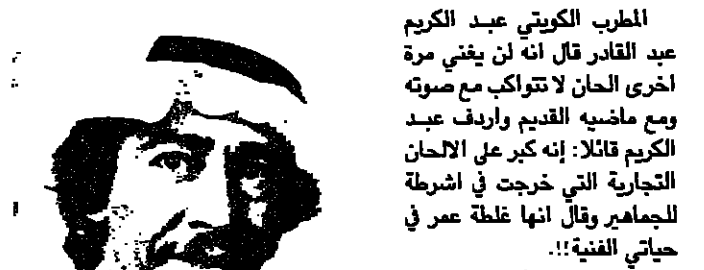 المطرب الكويتي عبد الكريم
عبد القادر قال انه لن يغني مرة
اخرى الحان لا تتواكب مع صوته
ومع ماضيه القديم واردف عبد
الكريم قائلا: إنه كبر على الالحان
التجارية التي خرجت في اشرطة
للجماهير وقال انها غلطة عمر في
حياتي الفنية!!.